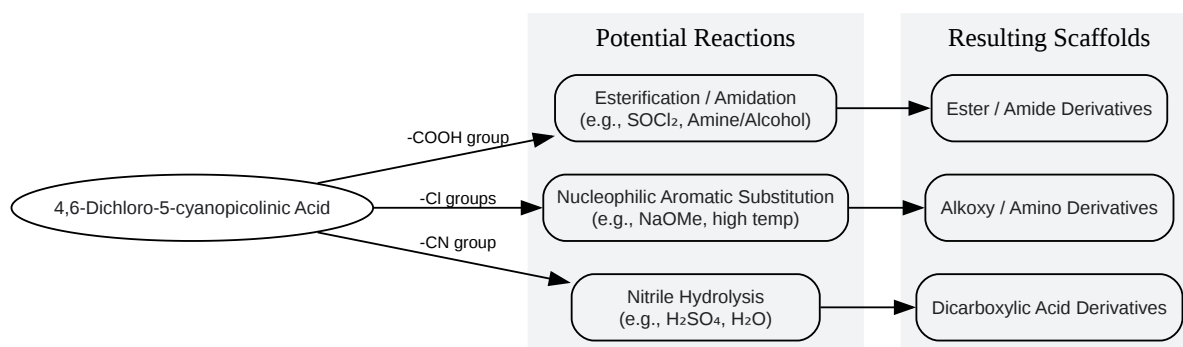 Potential Reactions
Resulting Scaffolds
Esterification / Amidation
(e.g., SOCl₂, Amine/Alcohol)
Ester / Amide Derivatives
-COOH group
4,6-Dichloro-5-cyanopicolinic Acid
-Cl groups
Nucleophilic Aromatic Substitution
(e.g., NaOMe, high temp)
Alkoxy / Amino Derivatives
-CN group
Nitrile Hydrolysis
(e.g., H₂SO₄, H₂O)
Dicarboxylic Acid Derivatives